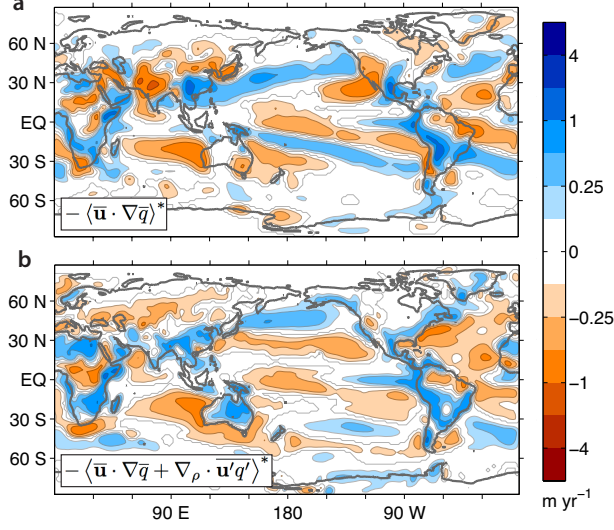 a
60 N
30 N
EQ
30 S
60 S
− ⟨u̅ · ∇q̅⟩*
b
60 N
30 N
EQ
30 S
60 S
− ⟨u̅ · ∇q̅ + ∇ρ · u̅′q̅′⟩*
90 E
180
90 W
4
1
0.25
0
−0.25
−1
−4
m yr⁻¹